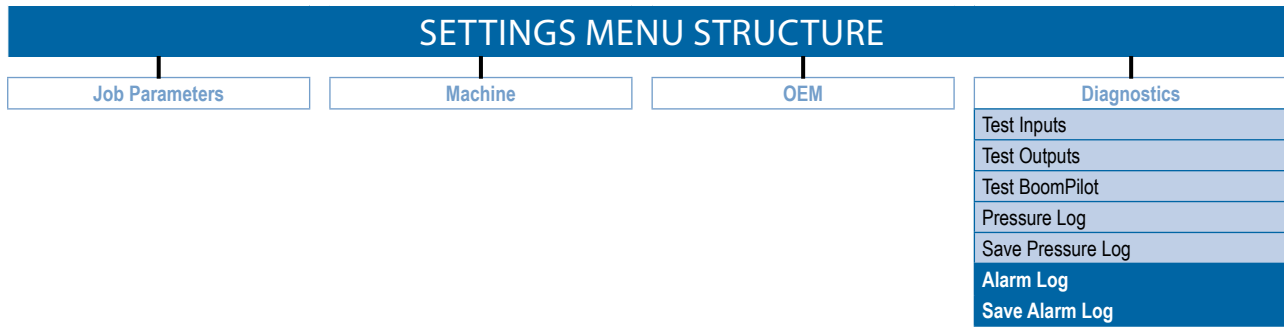 SETTINGS MENU STRUCTURE
Job Parameters
Machine
OEM
Diagnostics
Test Inputs
Test Outputs
Test BoomPilot
Pressure Log
Save Pressure Log
Alarm Log
Save Alarm Log